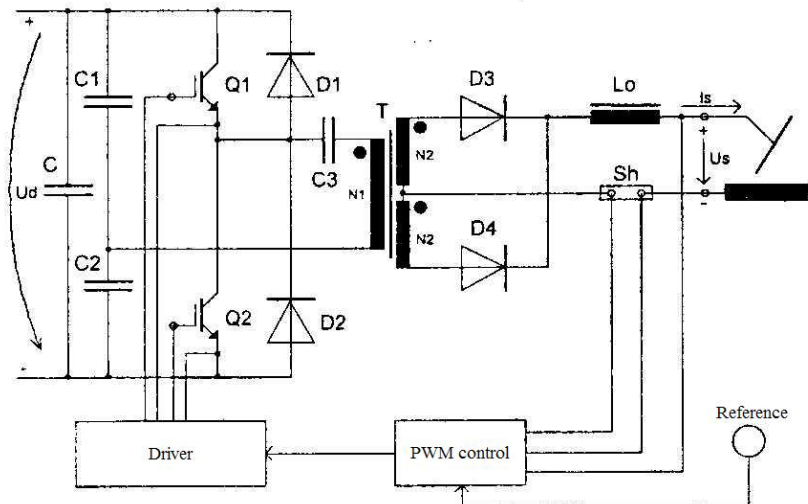 +
C1
Q1
D1
D3
Lo
Is
T
N2
+
C
Ud
C3
N1
Sh
Us
-
C2
N2
D4
Q2
D2
-
Reference
Driver
PWM control